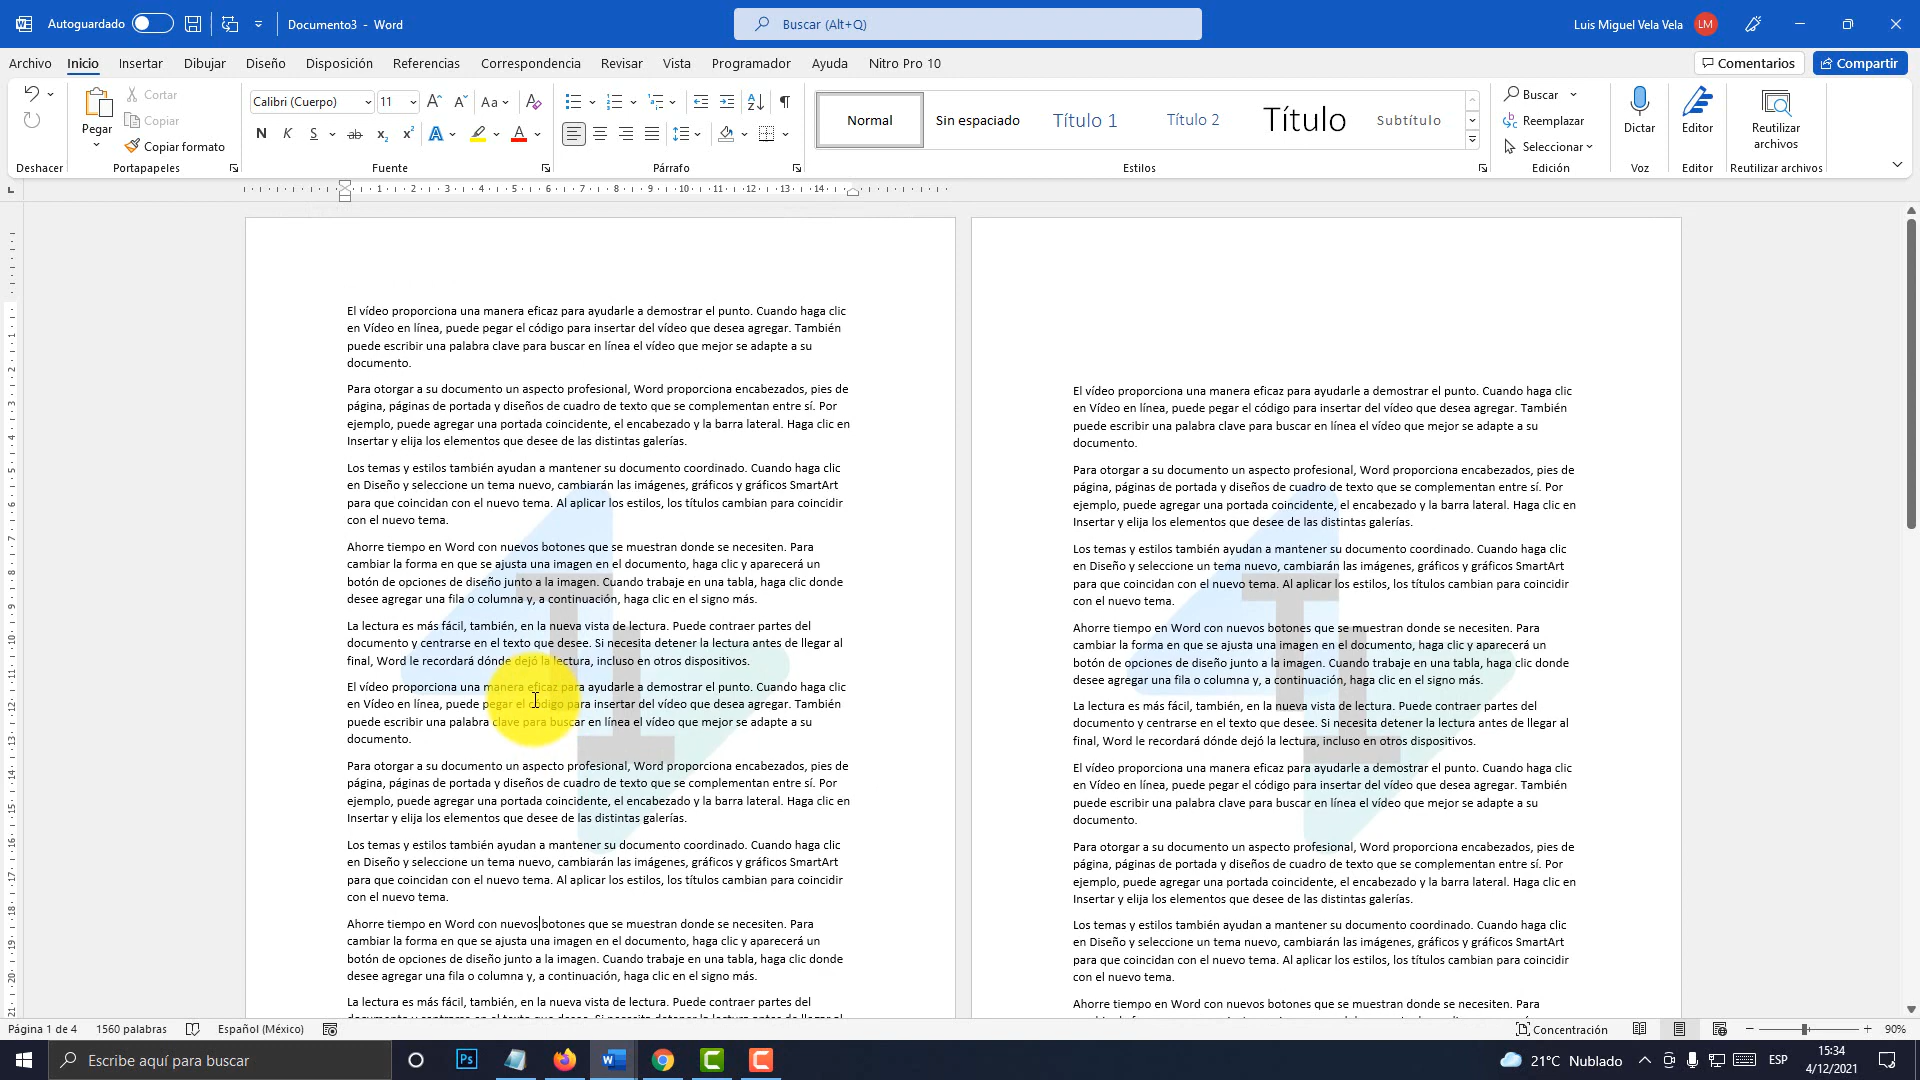 Autoguardado
Documento3 - Word
Buscar (Alt+Q)
Luis Miguel Vela Vela
LM
Archivo Inicio Insertar Dibujar Diseño Disposición Referencias Correspondencia Revisar Vista Programador Ayuda Nitro Pro 10
Comentarios
Compartir
Deshacer
Pegar
Cortar
Copiar
Copiar formato
Portapapeles
Calibri (Cuerpo)
11
Fuente
Párrafo
Normal
Sin espaciado
Título 1
Título 2
Título
Subtítulo
Estilos
Buscar
Reemplazar
Seleccionar
Edición
Dictar
Voz
Editor
Editor
Reutilizar
archivos
Reutilizar archivos
El vídeo proporciona una manera eficaz para ayudarle a demostrar el punto. Cuando haga clic
en Vídeo en línea, puede pegar el código para insertar del vídeo que desea agregar. También
puede escribir una palabra clave para buscar en línea el vídeo que mejor se adapte a su
documento.
Para otorgar a su documento un aspecto profesional, Word proporciona encabezados, pies de
página, páginas de portada y diseños de cuadro de texto que se complementan entre sí. Por
ejemplo, puede agregar una portada coincidente, el encabezado y la barra lateral. Haga clic en
Insertar y elija los elementos que desee de las distintas galerías.
Los temas y estilos también ayudan a mantener su documento coordinado. Cuando haga clic
en Diseño y seleccione un tema nuevo, cambiarán las imágenes, gráficos y gráficos SmartArt
para que coincidan con el nuevo tema. Al aplicar los estilos, los títulos cambian para coincidir
con el nuevo tema.
Ahorre tiempo en Word con nuevos botones que se muestran donde se necesiten. Para
cambiar la forma en que se ajusta una imagen en el documento, haga clic y aparecerá un
botón de opciones de diseño junto a la imagen. Cuando trabaje en una tabla, haga clic donde
desee agregar una fila o columna y, a continuación, haga clic en el signo más.
La lectura es más fácil, también, en la nueva vista de lectura. Puede contraer partes del
documento y centrarse en el texto que desee. Si necesita detener la lectura antes de llegar al
final, Word le recordará dónde dejó la lectura, incluso en otros dispositivos.
El vídeo proporciona una manera eficaz para ayudarle a demostrar el punto. Cuando haga clic
en Vídeo en línea, puede pegar el código para insertar del vídeo que desea agregar. También
puede escribir una palabra clave para buscar en línea el vídeo que mejor se adapte a su
documento.
Para otorgar a su documento un aspecto profesional, Word proporciona encabezados, pies de
página, páginas de portada y diseños de cuadro de texto que se complementan entre sí. Por
ejemplo, puede agregar una portada coincidente, el encabezado y la barra lateral. Haga clic en
Insertar y elija los elementos que desee de las distintas galerías.
Los temas y estilos también ayudan a mantener su documento coordinado. Cuando haga clic
en Diseño y seleccione un tema nuevo, cambiarán las imágenes, gráficos y gráficos SmartArt
para que coincidan con el nuevo tema. Al aplicar los estilos, los títulos cambian para coincidir
con el nuevo tema.
Ahorre tiempo en Word con nuevos botones que se muestran donde se necesiten. Para
cambiar la forma en que se ajusta una imagen en el documento, haga clic y aparecerá un
botón de opciones de diseño junto a la imagen. Cuando trabaje en una tabla, haga clic donde
desee agregar una fila o columna y, a continuación, haga clic en el signo más.
La lectura es más fácil, también, en la nueva vista de lectura. Puede contraer partes del
El vídeo proporciona una manera eficaz para ayudarle a demostrar el punto. Cuando haga clic
en Vídeo en línea, puede pegar el código para insertar del vídeo que desea agregar. También
puede escribir una palabra clave para buscar en línea el vídeo que mejor se adapte a su
documento.
Para otorgar a su documento un aspecto profesional, Word proporciona encabezados, pies de
página, páginas de portada y diseños de cuadro de texto que se complementan entre sí. Por
ejemplo, puede agregar una portada coincidente, el encabezado y la barra lateral. Haga clic en
Insertar y elija los elementos que desee de las distintas galerías.
Los temas y estilos también ayudan a mantener su documento coordinado. Cuando haga clic
en Diseño y seleccione un tema nuevo, cambiarán las imágenes, gráficos y gráficos SmartArt
para que coincidan con el nuevo tema. Al aplicar los estilos, los títulos cambian para coincidir
con el nuevo tema.
Ahorre tiempo en Word con nuevos botones que se muestran donde se necesiten. Para
cambiar la forma en que se ajusta una imagen en el documento, haga clic y aparecerá un
botón de opciones de diseño junto a la imagen. Cuando trabaje en una tabla, haga clic donde
desee agregar una fila o columna y, a continuación, haga clic en el signo más.
La lectura es más fácil, también, en la nueva vista de lectura. Puede contraer partes del
documento y centrarse en el texto que desee. Si necesita detener la lectura antes de llegar al
final, Word le recordará dónde dejó la lectura, incluso en otros dispositivos.
El vídeo proporciona una manera eficaz para ayudarle a demostrar el punto. Cuando haga clic
en Vídeo en línea, puede pegar el código para insertar del vídeo que desea agregar. También
puede escribir una palabra clave para buscar en línea el vídeo que mejor se adapte a su
documento.
Para otorgar a su documento un aspecto profesional, Word proporciona encabezados, pies de
página, páginas de portada y diseños de cuadro de texto que se complementan entre sí. Por
ejemplo, puede agregar una portada coincidente, el encabezado y la barra lateral. Haga clic en
Insertar y elija los elementos que desee de las distintas galerías.
Los temas y estilos también ayudan a mantener su documento coordinado. Cuando haga clic
en Diseño y seleccione un tema nuevo, cambiarán las imágenes, gráficos y gráficos SmartArt
para que coincidan con el nuevo tema. Al aplicar los estilos, los títulos cambian para coincidir
con el nuevo tema.
Ahorre tiempo en Word con nuevos botones que se muestran donde se necesiten. Para
Página 1 de 4
1560 palabras
Español (México)
Concentración
90%
Escribe aquí para buscar
21°C Nublado
ESP
15:34
4/12/2021